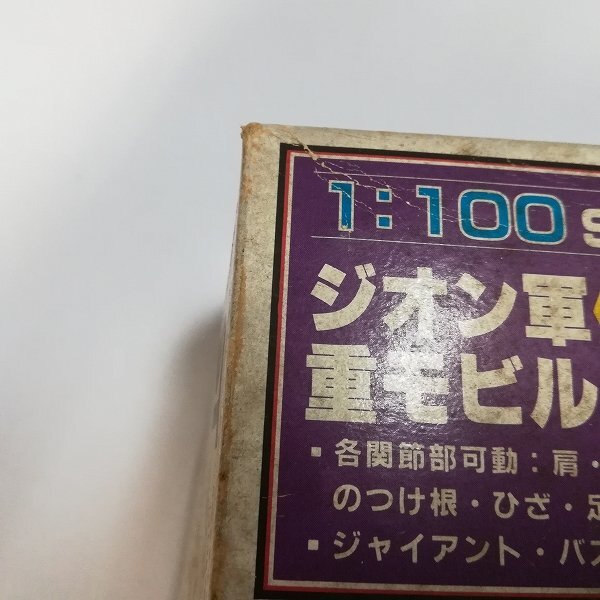 1:100 S
ジオン軍
重モビル
▪各関節部可動:肩・
のつけ根・ひざ・足
▪ジャイアント・バズ